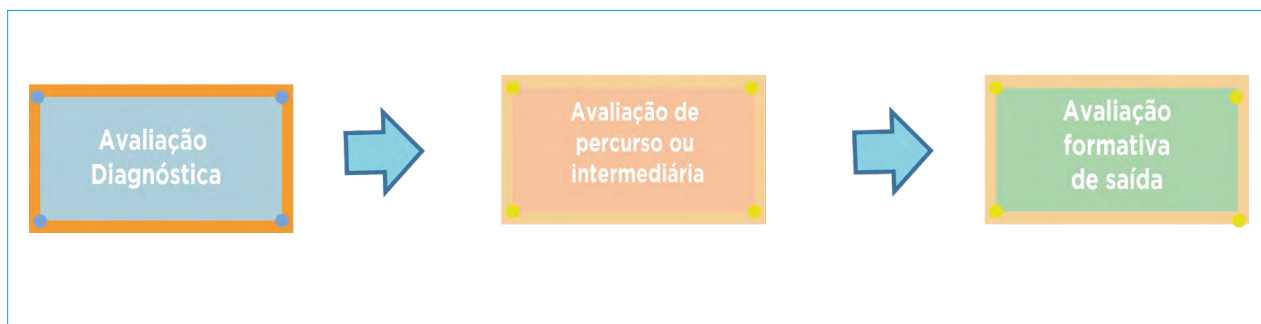 Avaliação
Diagnóstica
Avaliação de
percurso ou
intermediária
Avaliação
formativa
de saída